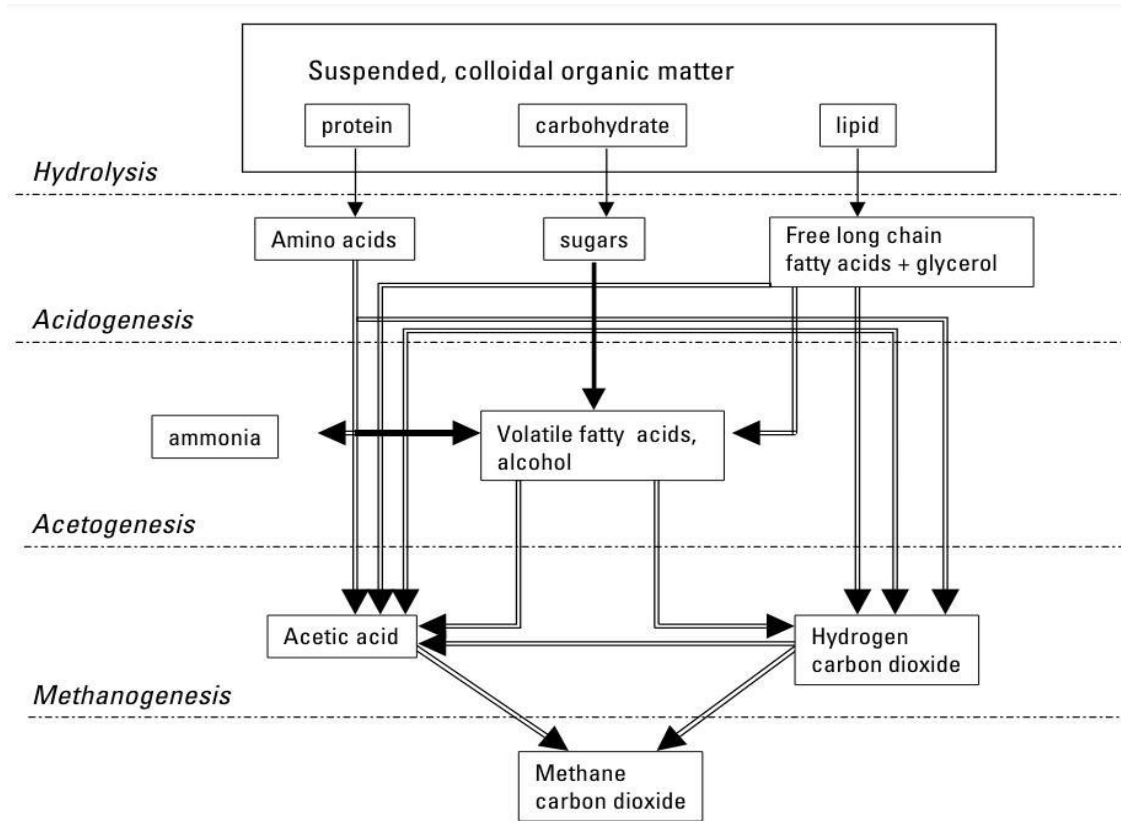 Suspended, colloidal organic matter
protein
carbohydrate
lipid
Hydrolysis
Amino acids
sugars
Free long chain
fatty acids + glycerol
Acidogenesis
ammonia
Volatile fatty acids,
alcohol
Acetogenesis
Acetic acid
Hydrogen
carbon dioxide
Methanogenesis
Methane
carbon dioxide